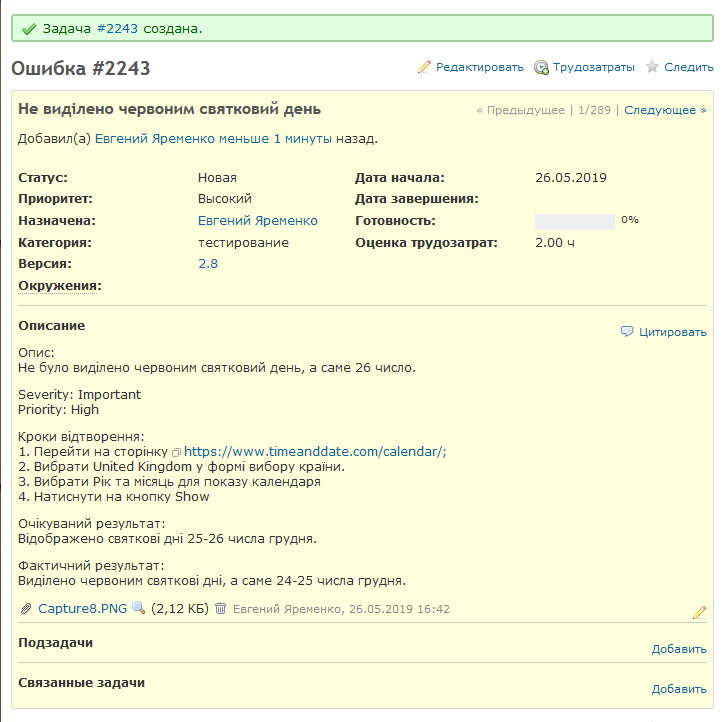 Задача #2243 создана.
Ошибка #2243
Редактировать Трудозатраты Следить
Не виділено червоним святковий день
« Предыдущее | 1/289 | Следующее »
Добавил(а) Евгений Яременко меньше 1 минуты назад.
Статус: Новая Дата начала: 26.05.2019
Приоритет: Высокий Дата завершения:
Назначена: Евгений Яременко Готовность: 0%
Категория: тестирование Оценка трудозатрат: 2.00 ч
Версия: 2.8
Окружения:
Описание
Цитировать
Опис:
Не було виділено червоним святковий день, а саме 26 число.
Severity: Important
Priority: High
Кроки відтворення:
1. Перейти на сторінку https://www.timeanddate.com/calendar/;
2. Вибрати United Kingdom у формі вибору країни.
3. Вибрати Рік та місяць для показу календаря
4. Натиснути на кнопку Show
Очікуваний результат:
Відображено святкові дні 25-26 числа грудня.
Фактичний результат:
Виділено червоним святкові дні, а саме 24-25 числа грудня.
Capture8.PNG (2,12 КБ) Евгений Яременко, 26.05.2019 16:42
Подзадачи
Добавить
Связанные задачи
Добавить